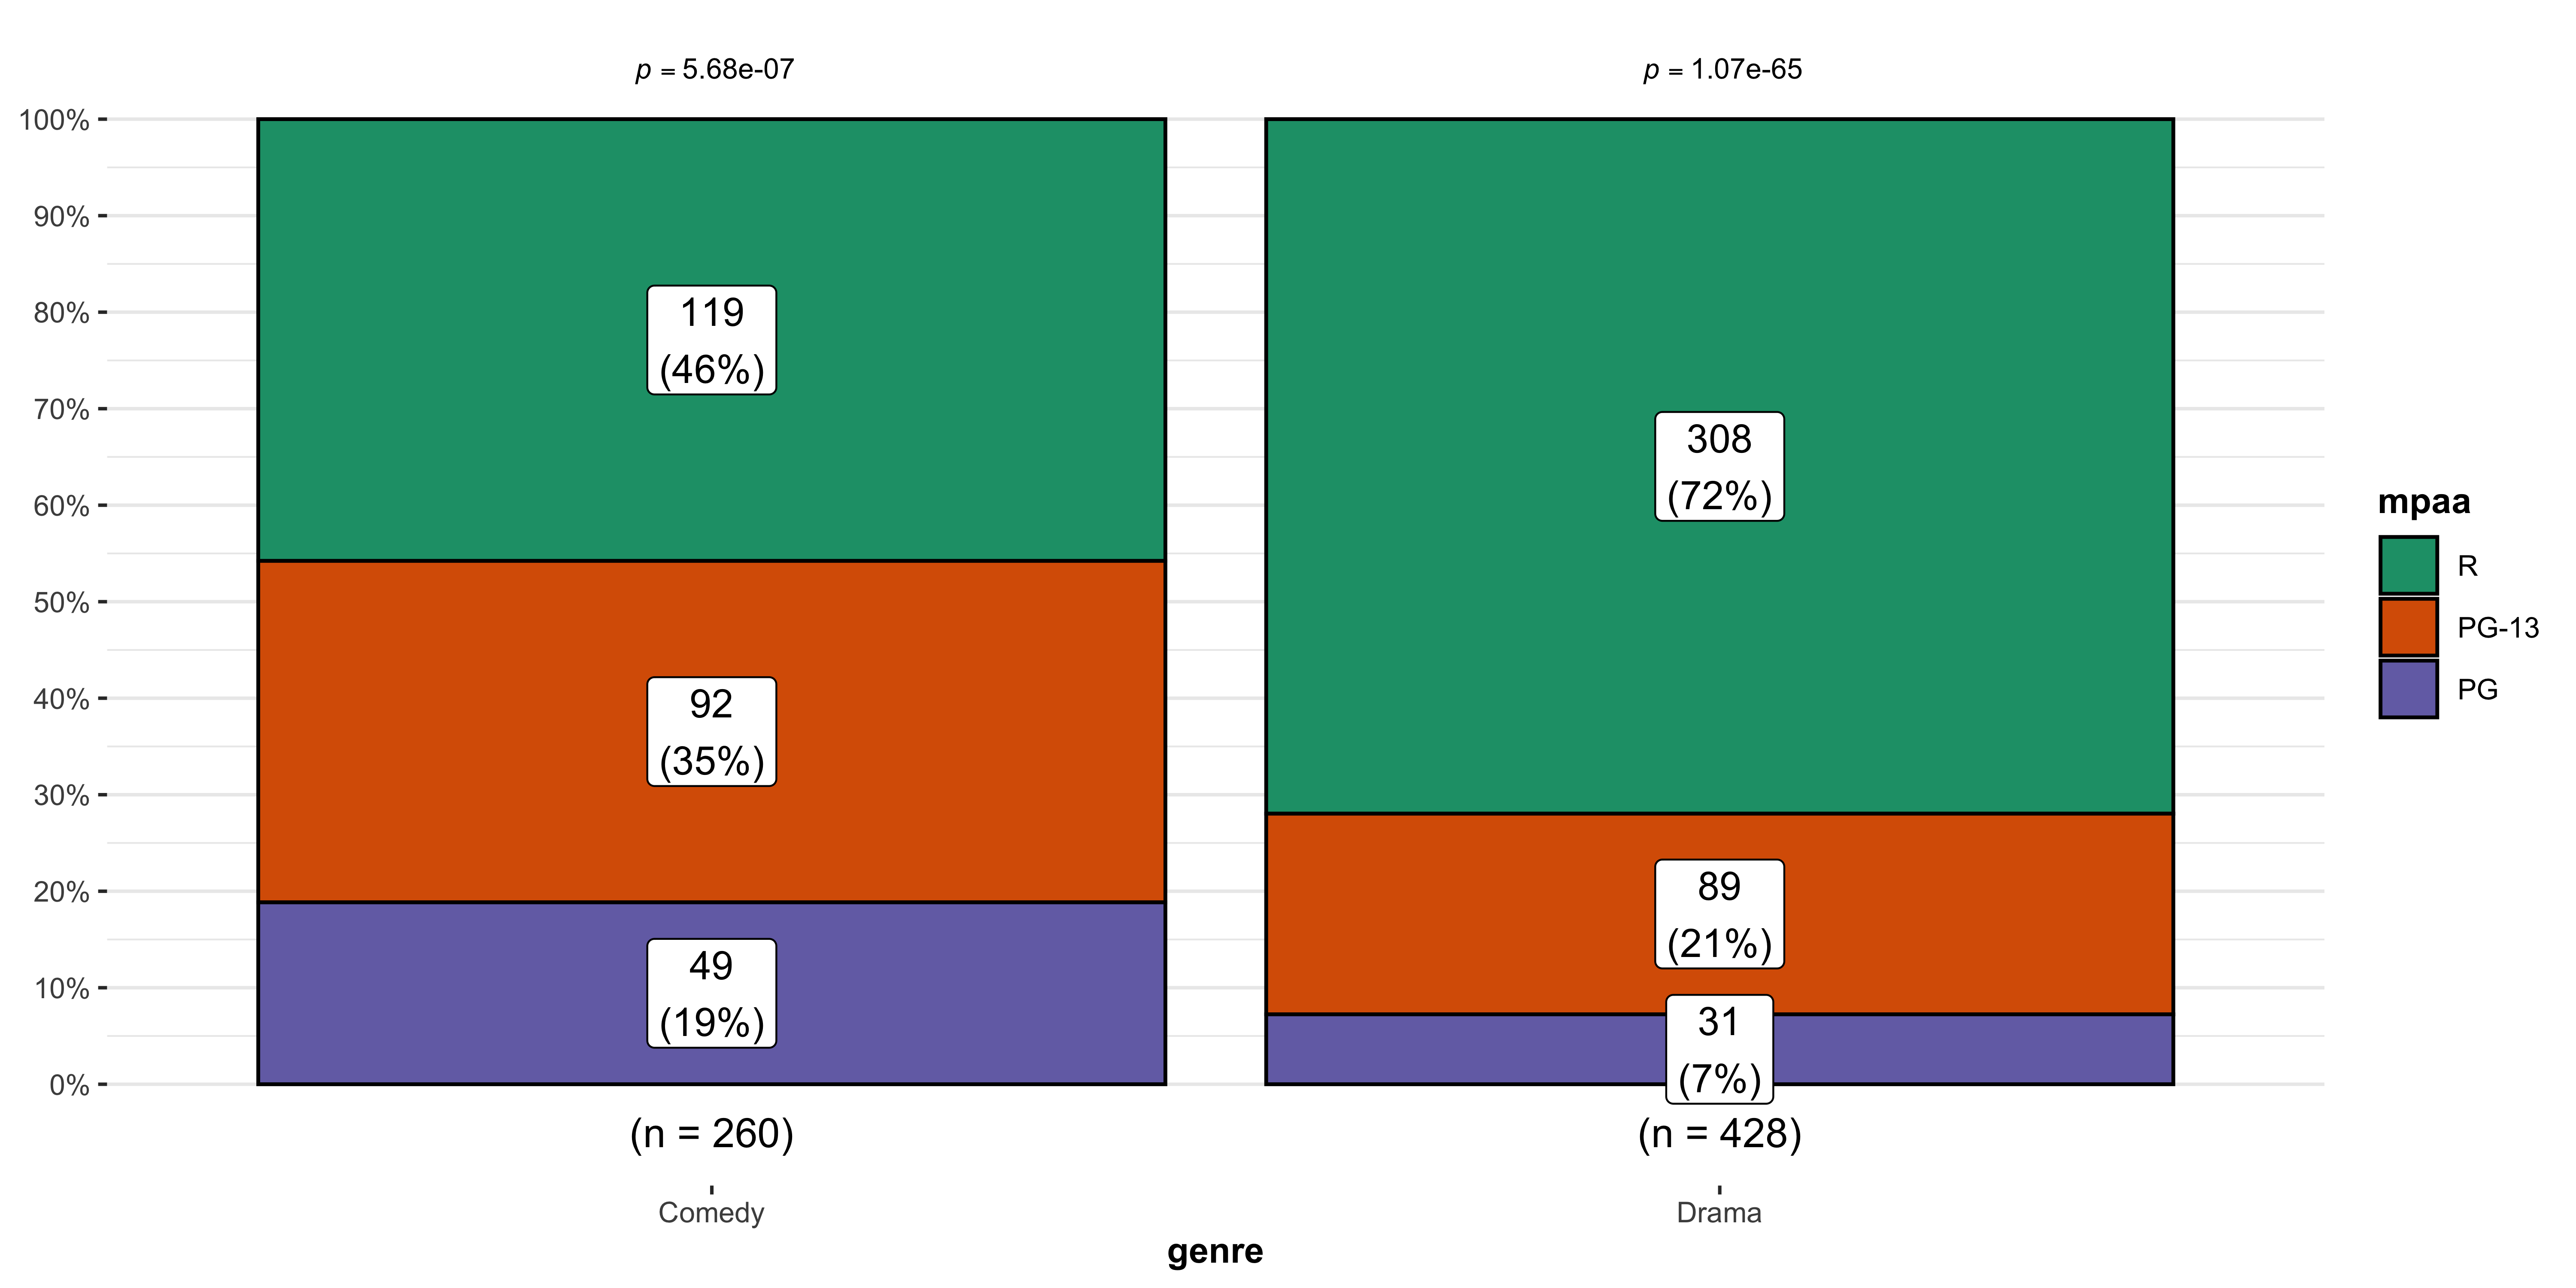 p = 5.68e-07
p = 1.07e-65
100%
90%
80%
70%
60%
50%
40%
30%
20%
10%
0%
119
(46%)
92
(35%)
49
(19%)
308
(72%)
89
(21%)
31
(7%)
(n = 260)
(n = 428)
Comedy
Drama
genre
mpaa
R
PG-13
PG